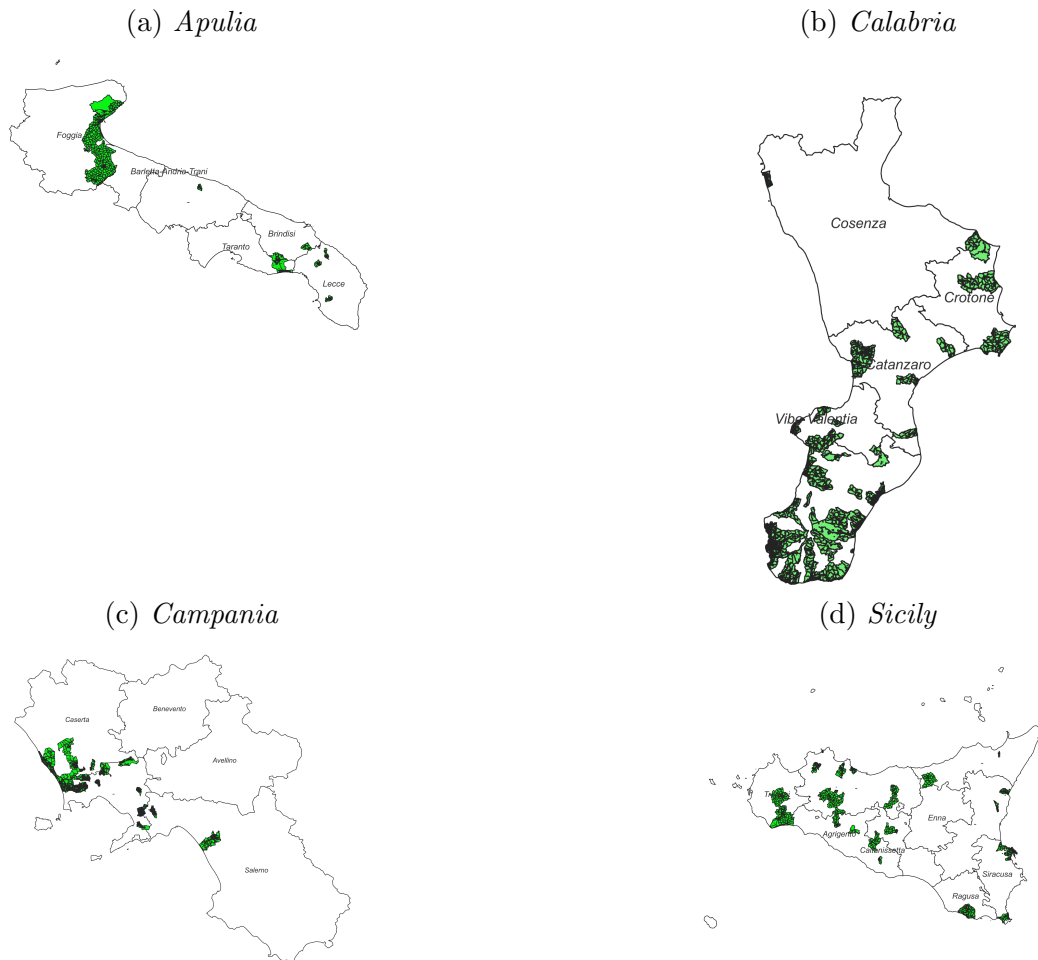 (a) Apulia
(b) Calabria
Foggia
Barletta-Andria-Trani
Brindisi
Taranto
Lecce
Cosenza
Crotone
Catanzaro
Vibo Valentia
(c) Campania
(d) Sicily
Benevento
Caserta
Avellino
Salerno
Enna
Agrigento
Caltanissetta
Siracusa
Ragusa